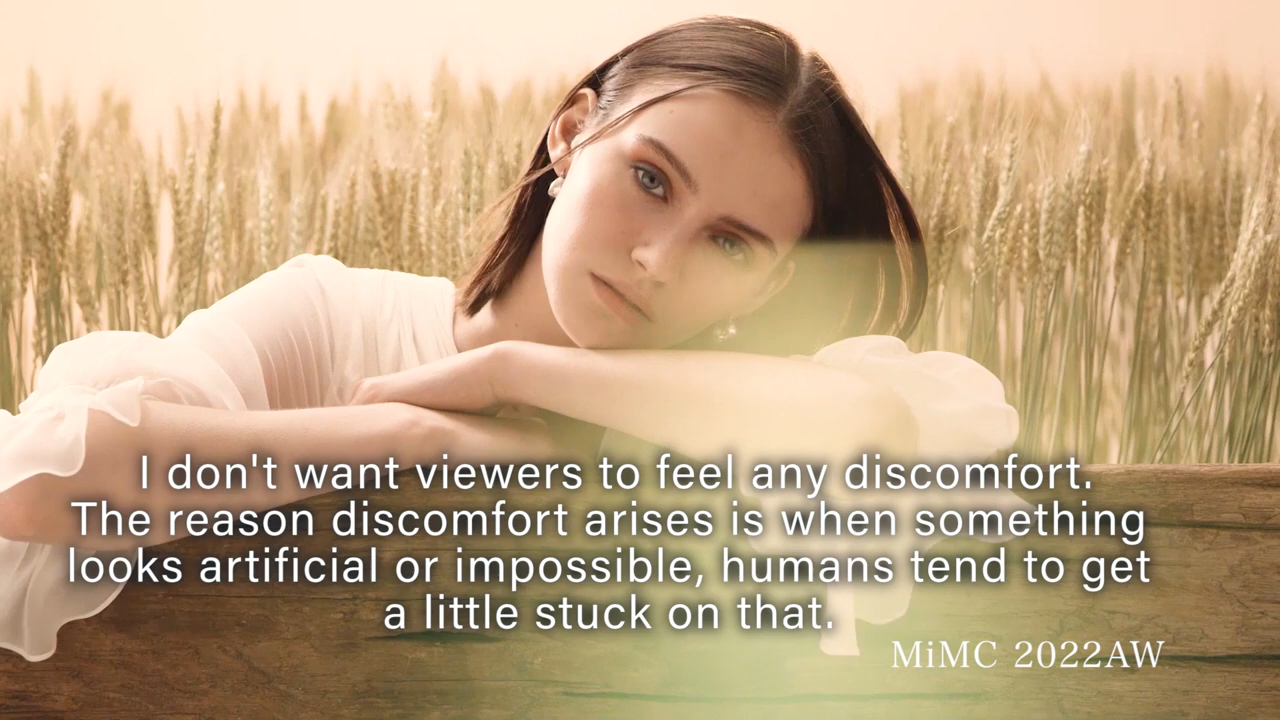 I don't want viewers to feel any discomfort.
The reason discomfort arises is when something
looks artificial or impossible, humans tend to get
a little stuck on that.
MiMC 2022AW